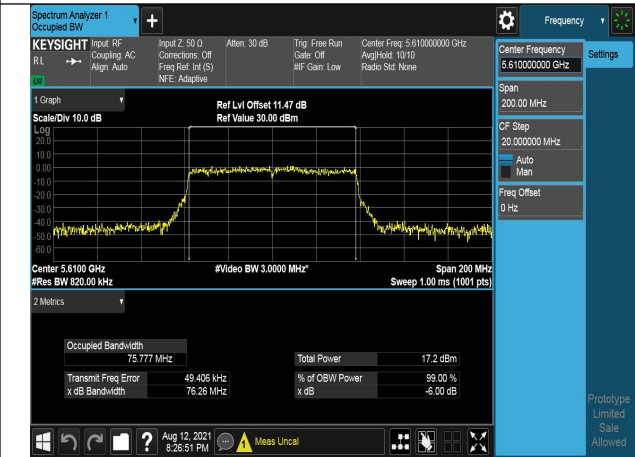 Spectrum Analyzer 1
Occupied BW
+
Frequency
KEYSIGHT
R L
LW
Input: RF
Coupling: AC
Align: Auto
Input Z: 50 Ω
Corrections: Off
Freq Ref: Int (S)
NFE: Adaptive
Atten: 30 dB
Trig: Free Run
Gate: Off
#IF Gain: Low
Center Freq: 5.610000000 GHz
Avg|Hold: 10/10
Radio Std: None
Center Frequency
5.610000000 GHz
Settings
Span
200.00 MHz
CF Step
20.000000 MHz
Auto
Man
Freq Offset
0 Hz
1 Graph
Ref Lvl Offset 11.47 dB
Scale/Div 10.0 dB
Ref Value 30.00 dBm
Log
20.0
10.0
0.00
-10.0
-20.0
-30.0
-40.0
-50.0
-60.0
Center 5.6100 GHz
#Video BW 3.0000 MHz*
Span 200 MHz
#Res BW 820.00 kHz
Sweep 1.00 ms (1001 pts)
2 Metrics
Occupied Bandwidth
75.777 MHz
Total Power 17.2 dBm
Transmit Freq Error 49.406 kHz
% of OBW Power 99.00 %
x dB Bandwidth 76.26 MHz
x dB -6.00 dB
Prototype
Limited
Sale
Allowed
?
Aug 12, 2021
8:26:51 PM
Meas Uncal